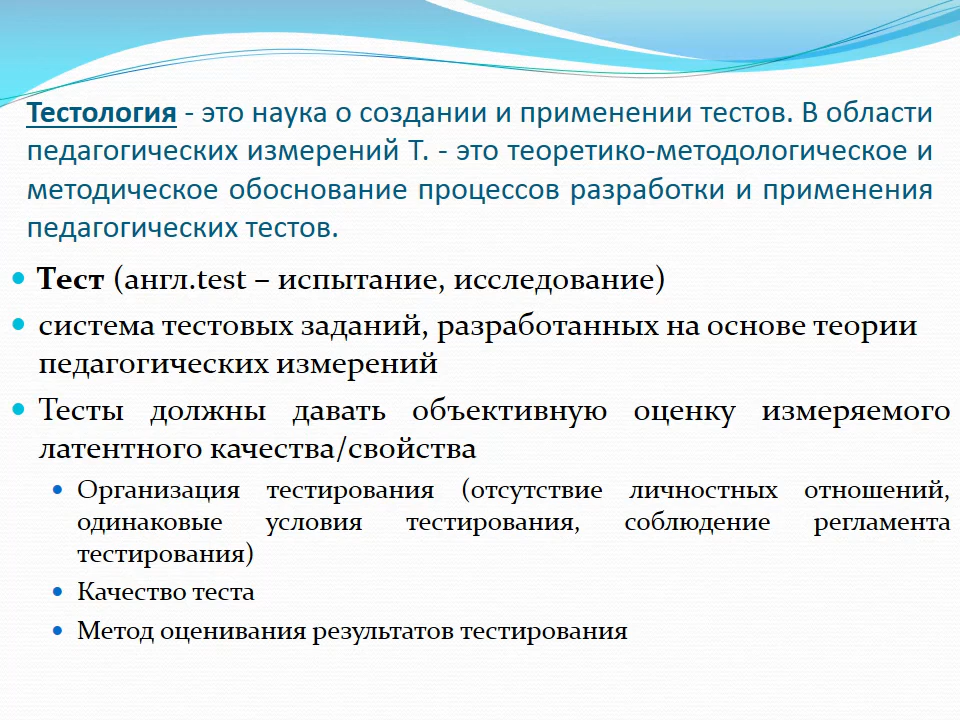 Тестология - это наука о создании и применении тестов. В области
педагогических измерений Т. - это теоретико-методологическое и
методическое обоснование процессов разработки и применения
педагогических тестов.
• Тест (англ.test – испытание, исследование)
• система тестовых заданий, разработанных на основе теории
педагогических измерений
• Тесты должны давать объективную оценку измеряемого
латентного качества/свойства
• Организация тестирования (отсутствие личностных отношений,
одинаковые условия тестирования, соблюдение регламента
тестирования)
• Качество теста
• Метод оценивания результатов тестирования